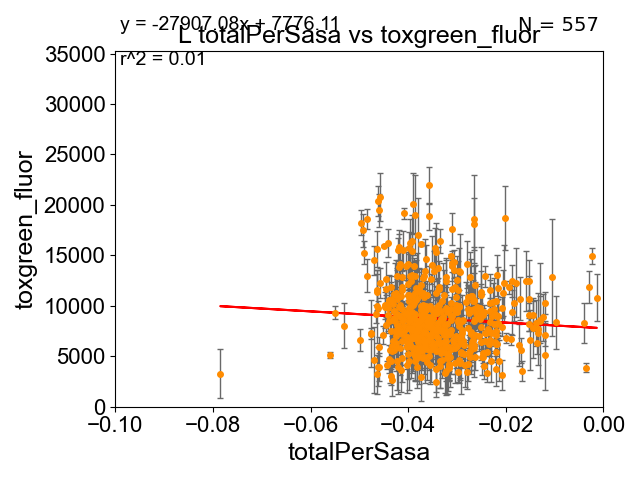 y = -27907.08x + 7776.11
N = 557
L totalPerSasa vs toxgreen_fluor
r^2 = 0.01
35000
30000
25000
20000
15000
10000
5000
0
toxgreen_fluor
−0.10
−0.08
−0.06
−0.04
−0.02
0.00
totalPerSasa